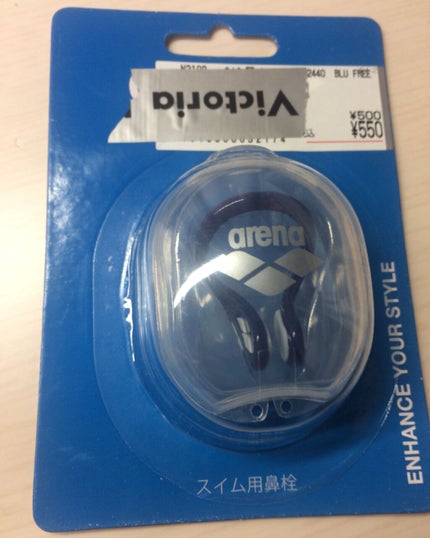 2440 BLU FREE
Victoria
¥500
¥550
arena
ENHANCE YOUR STYLE
スイム用鼻栓